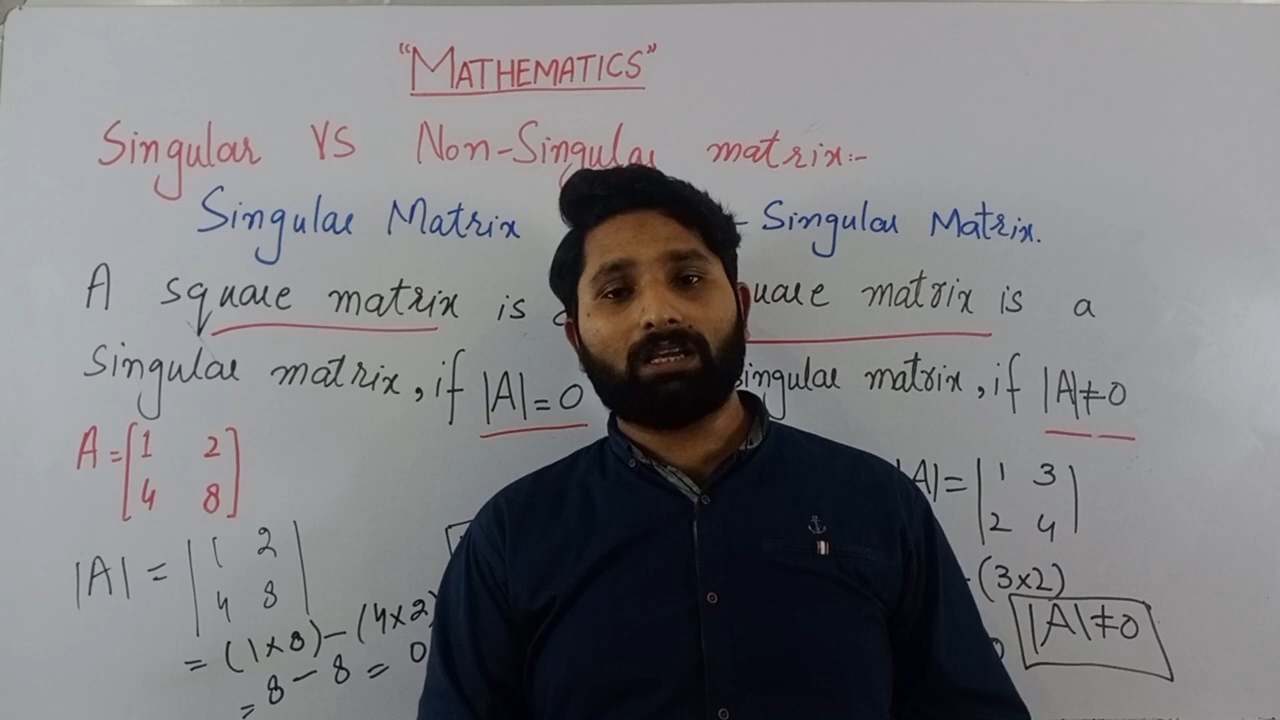 "MATHEMATICS"
Singular VS Non-Singular matrix:-
Singular Matrix - Singular Matrix.
A square matrix is uare matrix is a
Singular matrix, if |A|=0 singular matrix, if |A|≠0
A=[1 2
4 8]
|A| = |1 2
4 8|
= (1×8)-(4×2)
= 8-8 = 0
|A|=|1 3
2 4|
-(3×2)
|A|≠0